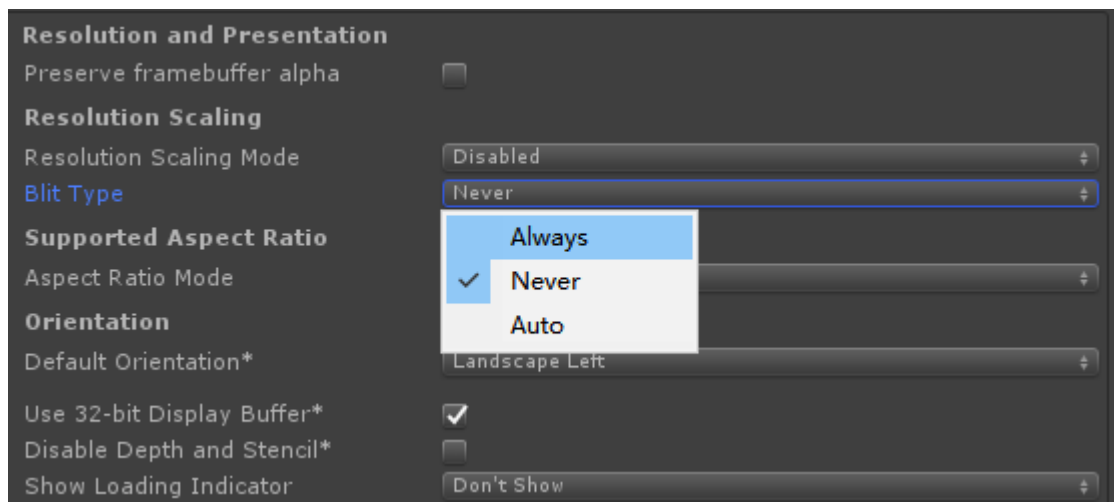 Resolution and Presentation
Preserve framebuffer alpha
Resolution Scaling
Resolution Scaling Mode Disabled
Blit Type Never
Always
Supported Aspect Ratio
Never
Aspect Ratio Mode
Auto
Orientation
Default Orientation* Landscape Left
Use 32-bit Display Buffer*
Disable Depth and Stencil*
Show Loading Indicator Don't Show